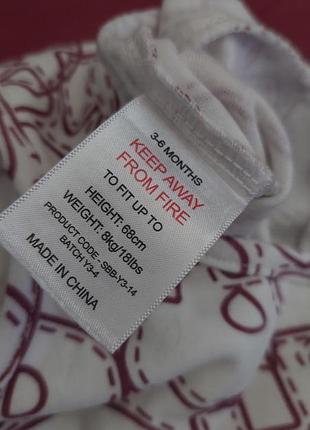 3-6 MONTHS
KEEP AWAY
FROM FIRE
TO FIT UP TO
HEIGHT: 68cm
WEIGHT: 8kg/18lbs
PRODUCT CODE - SBB-Y3-14
BATCH Y3-4
MADE IN CHINA